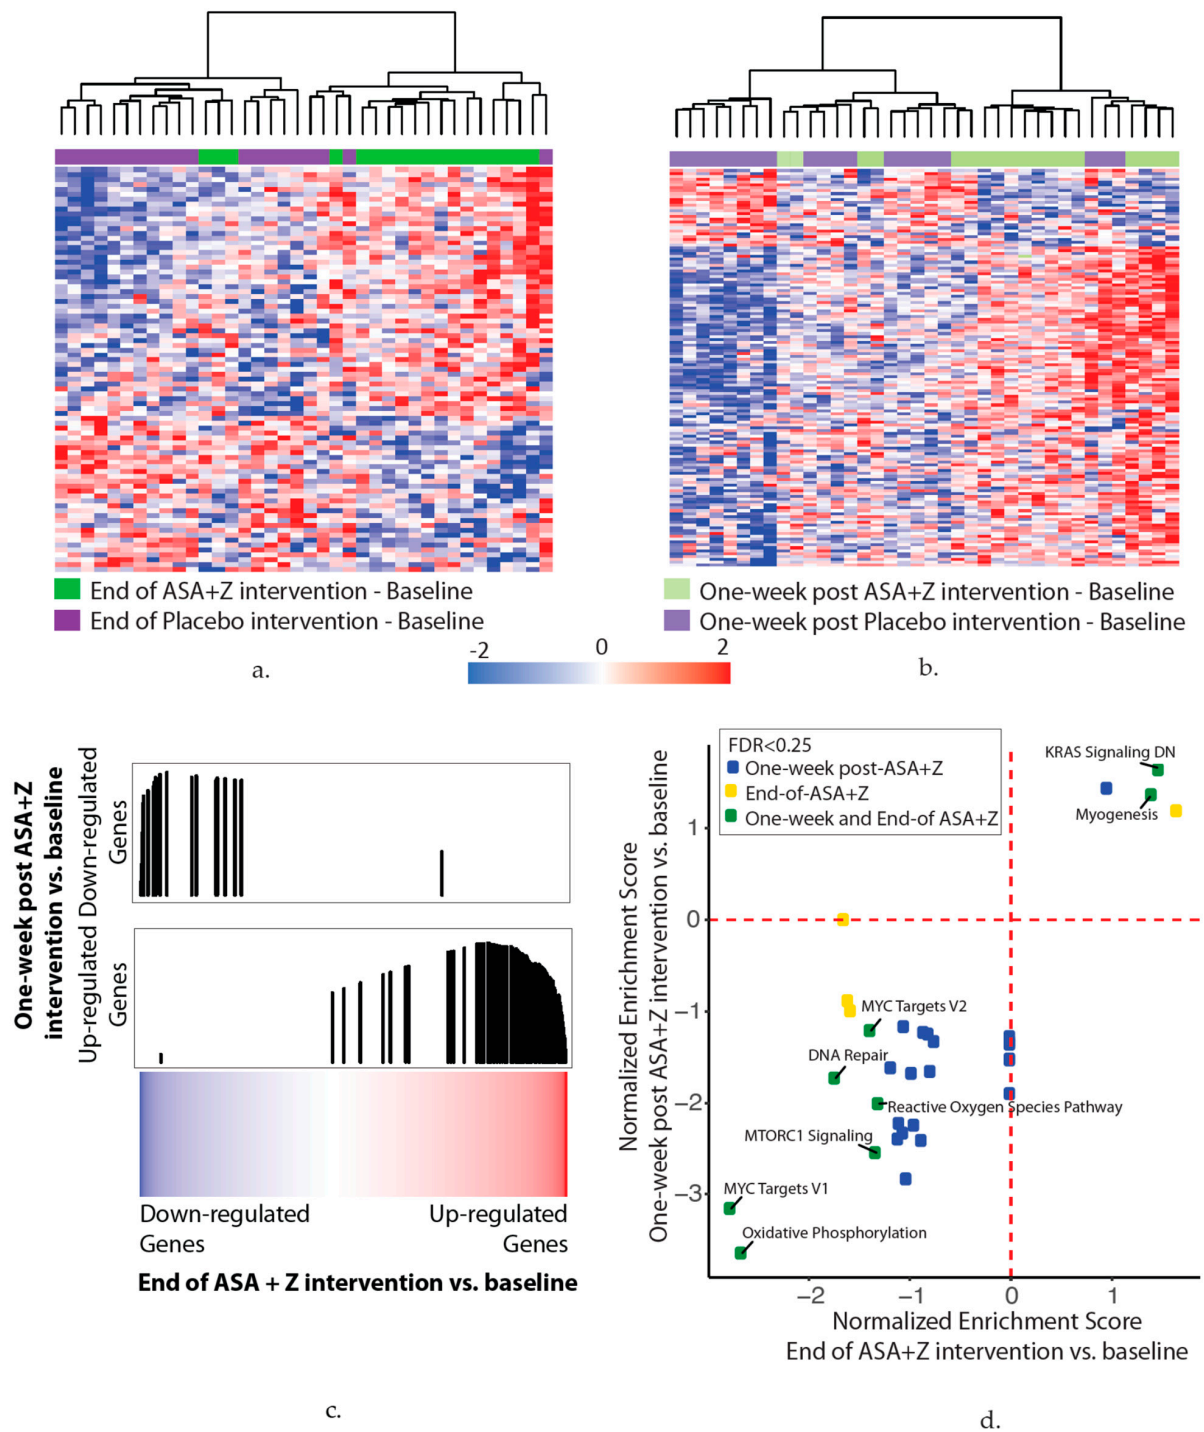 End of ASA+Z intervention - Baseline
End of Placebo intervention - Baseline
One-week post ASA+Z intervention - Baseline
One-week post Placebo intervention - Baseline
-2
0
2
a.
b.
One-week post ASA+Z
intervention vs. baseline
Down-regulated
Genes
Up-regulated
Genes
Down-regulated
Genes
Up-regulated
Genes
End of ASA + Z intervention vs. baseline
c.
Normalized Enrichment Score
One-week post ASA+Z intervention vs. baseline
FDR<0.25
One-week post-ASA+Z
End-of-ASA+Z
One-week and End-of ASA+Z
KRAS Signaling DN
Myogenesis
MYC Targets V2
DNA Repair
Reactive Oxygen Species Pathway
MTORC1 Signaling
MYC Targets V1
Oxidative Phosphorylation
1
0
−1
−2
−3
−2
−1
0
1
Normalized Enrichment Score
End of ASA+Z intervention vs. baseline
d.